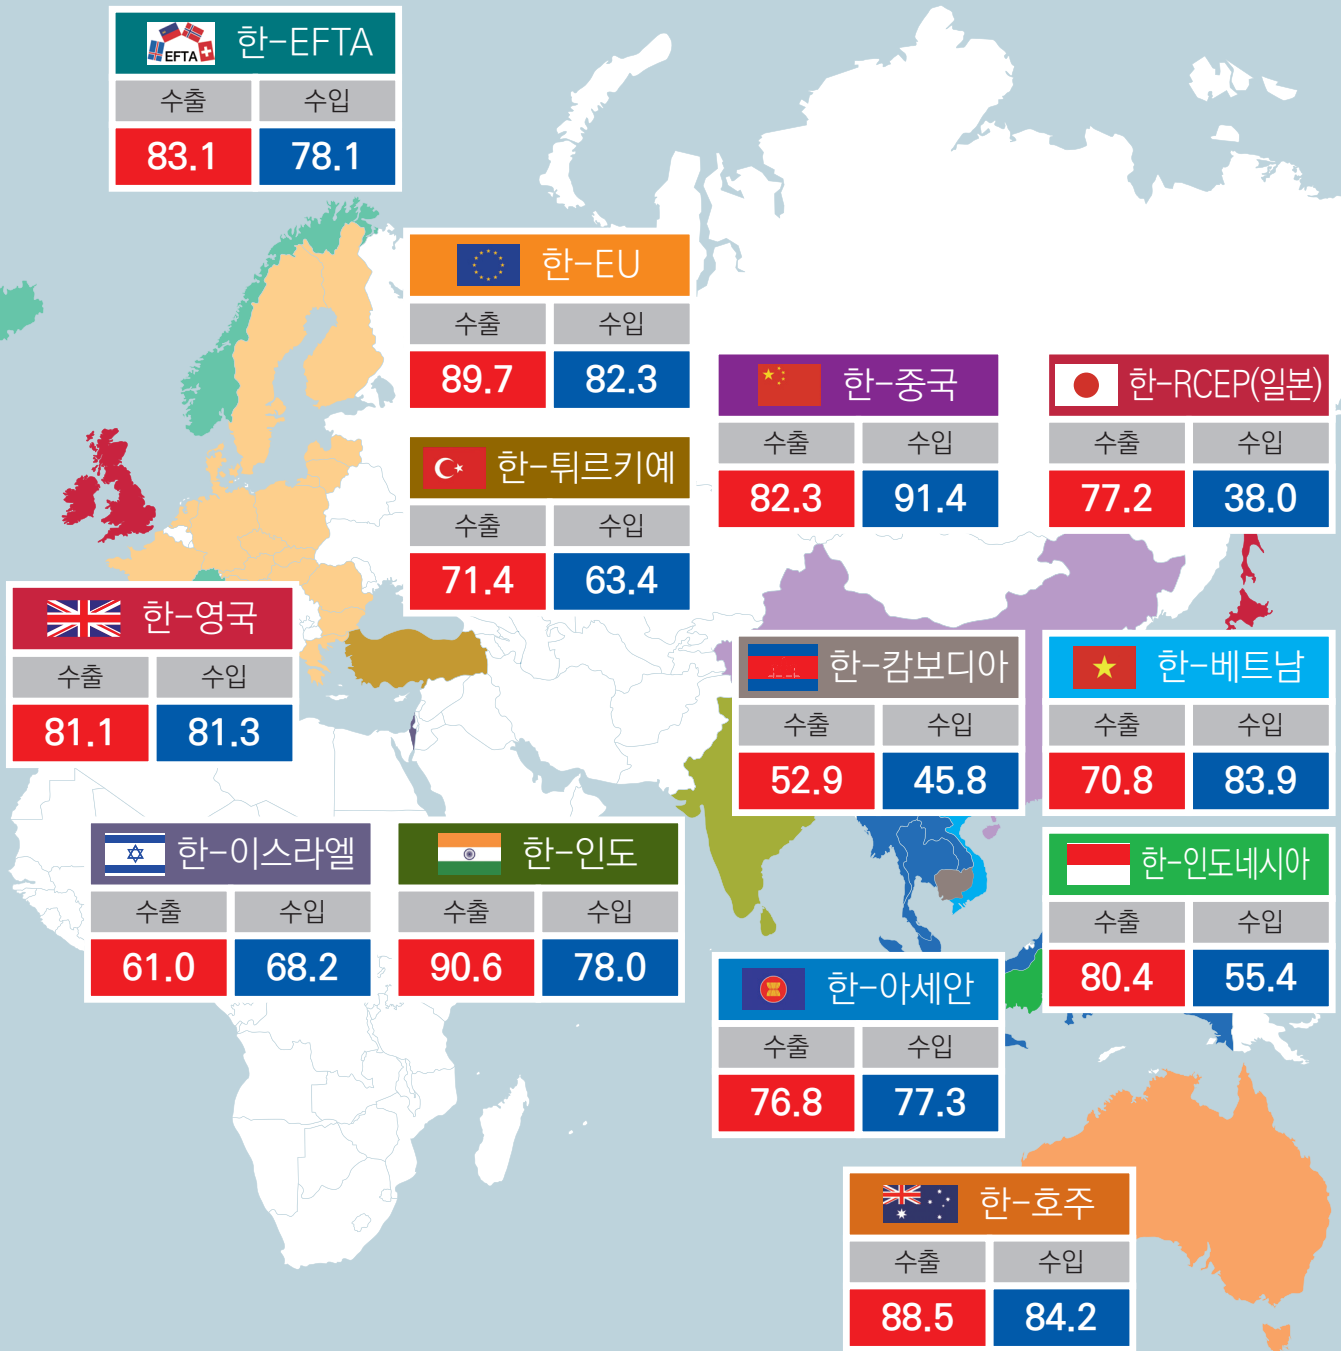 EFTA 한-EFTA
수출 수입
83.1 78.1
한-EU
수출 수입
89.7 82.3
한-중국
수출 수입
82.3 91.4
한-RCEP(일본)
수출 수입
77.2 38.0
한-튀르키예
수출 수입
71.4 63.4
한-영국
수출 수입
81.1 81.3
한-캄보디아
수출 수입
52.9 45.8
한-베트남
수출 수입
70.8 83.9
한-이스라엘
수출 수입
61.0 68.2
한-인도
수출 수입
90.6 78.0
한-인도네시아
수출 수입
80.4 55.4
한-아세안
수출 수입
76.8 77.3
한-호주
수출 수입
88.5 84.2